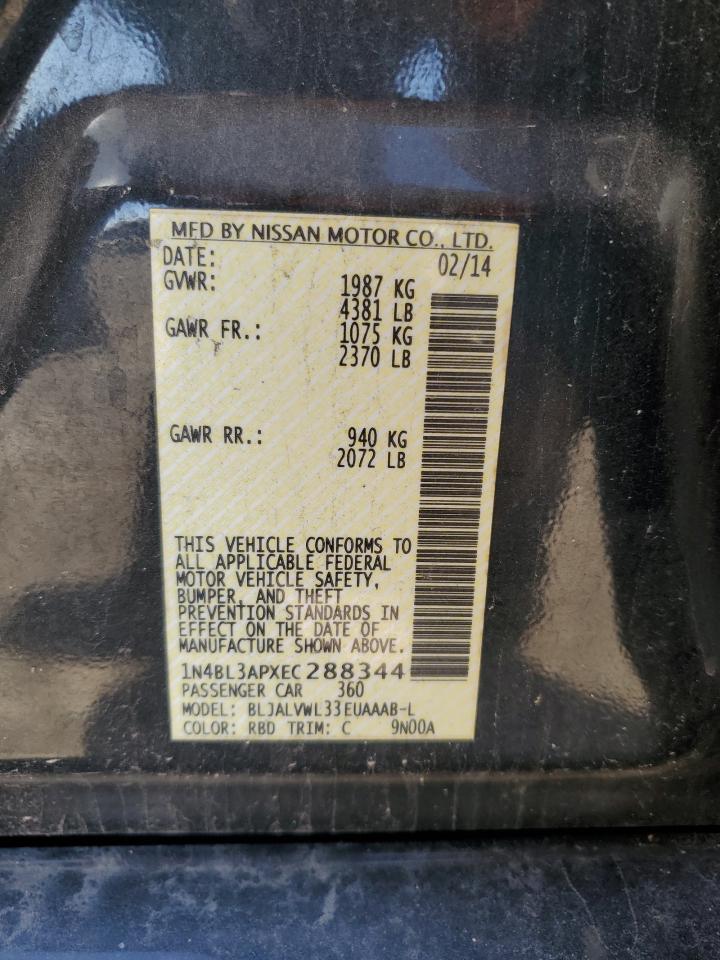 MFD BY NISSAN MOTOR CO., LTD.
DATE: 02/14
GVWR: 1987 KG
4381 LB
GAWR FR.: 1075 KG
2370 LB
GAWR RR.: 940 KG
2072 LB
THIS VEHICLE CONFORMS TO
ALL APPLICABLE FEDERAL
MOTOR VEHICLE SAFETY,
BUMPER, AND THEFT
PREVENTION STANDARDS IN
EFFECT ON THE DATE OF
MANUFACTURE SHOWN ABOVE.
1N4BL3APXEC288344
PASSENGER CAR 360
MODEL: BLJALVWL33EUAAAB-L
COLOR: RBD TRIM: C 9N00A